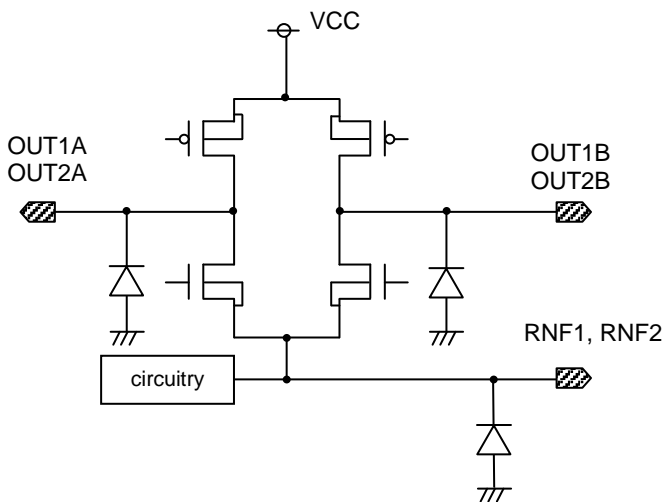 VCC
OUT1A
OUT2A
OUT1B
OUT2B
RNF1, RNF2
circuitry